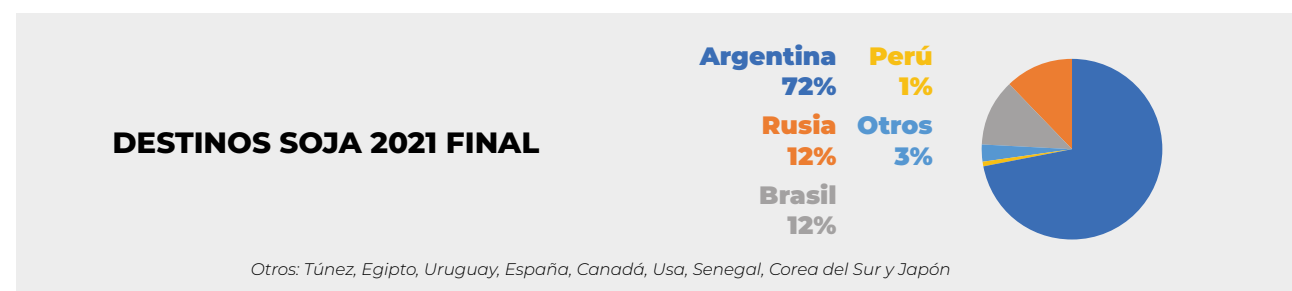 DESTINOS SOJA 2021 FINAL
Argentina
72%
Perú
1%
Rusia
12%
Otros
3%
Brasil
12%
Otros: Túnez, Egipto, Uruguay, España, Canadá, Usa, Senegal, Corea del Sur y Japón